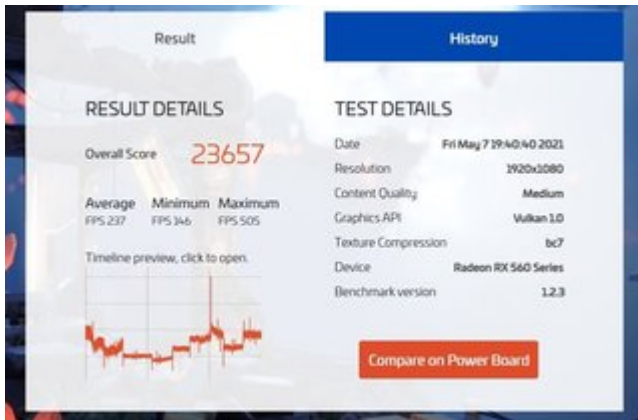 Result
History
RESULT DETAILS
Overall Score 23657
Average Minimum Maximum
FPS 237 FPS 146 FPS 505
Timeline preview, click to open.
TEST DETAILS
Date Fri May 7 19:40:40 2021
Resolution 1920x1080
Content Quality Medium
Graphics API Vulkan 1.0
Texture Compression bc7
Device Radeon RX 560 Series
Benchmark version 1.2.3
Compare on Power Board